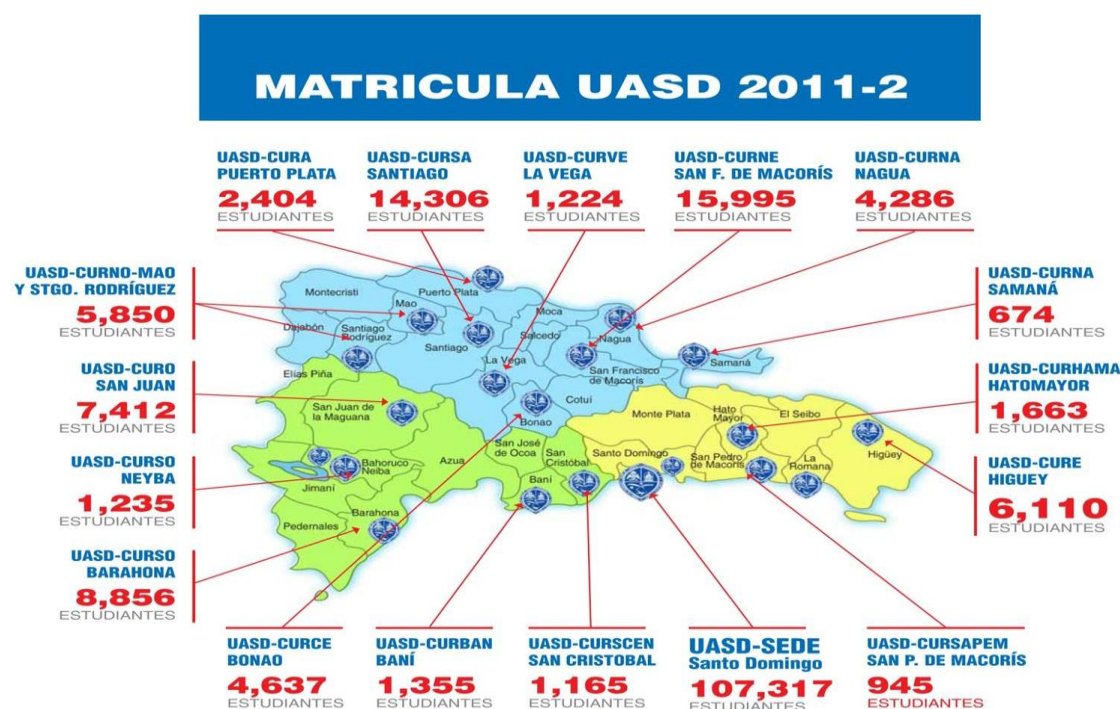 MATRICULA UASD 2011-2
UASD-CURA
PUERTO PLATA
2,404
ESTUDIANTES
UASD-CURSA
SANTIAGO
14,306
ESTUDIANTES
UASD-CURVE
LA VEGA
1,224
ESTUDIANTES
UASD-CURNE
SAN F. DE MACORÍS
15,995
ESTUDIANTES
UASD-CURNA
NAGUA
4,286
ESTUDIANTES
UASD-CURNO-MAO
Y STGO. RODRÍGUEZ
5,850
ESTUDIANTES
UASD-CURO
SAN JUAN
7,412
ESTUDIANTES
UASD-CURSO
NEYBA
1,235
ESTUDIANTES
UASD-CURSO
BARAHONA
8,856
ESTUDIANTES
Montecristi
Puerto Plata
Mao
Moca
Dajabón
Santiago
Rodríguez
Santiago
Salcedo
Nagua
La Vega
San Francisco
de Macorís
Samaná
Elías Piña
Cotuí
San Juan de
la Maguana
Bonao
Monte Plata
Hato
Mayor
El Seibo
San José
de Ocoa
San
Cristóbal
Santo Domingo
San Pedro
de Macorís
La
Romana
Higüey
Azua
Bahoruco
Neiba
Baní
Jimaní
Barahona
Pedernales
UASD-CURNA
SAMANÁ
674
ESTUDIANTES
UASD-CURHAMA
HATOMAYOR
1,663
ESTUDIANTES
UASD-CURE
HIGUEY
6,110
ESTUDIANTES
UASD-CURCE
BONAO
4,637
ESTUDIANTES
UASD-CURBAN
BANÍ
1,355
ESTUDIANTES
UASD-CURSCEN
SAN CRISTOBAL
1,165
ESTUDIANTES
UASD-SEDE
Santo Domingo
107,317
ESTUDIANTES
UASD-CURSAPEM
SAN P. DE MACORÍS
945
ESTUDIANTES